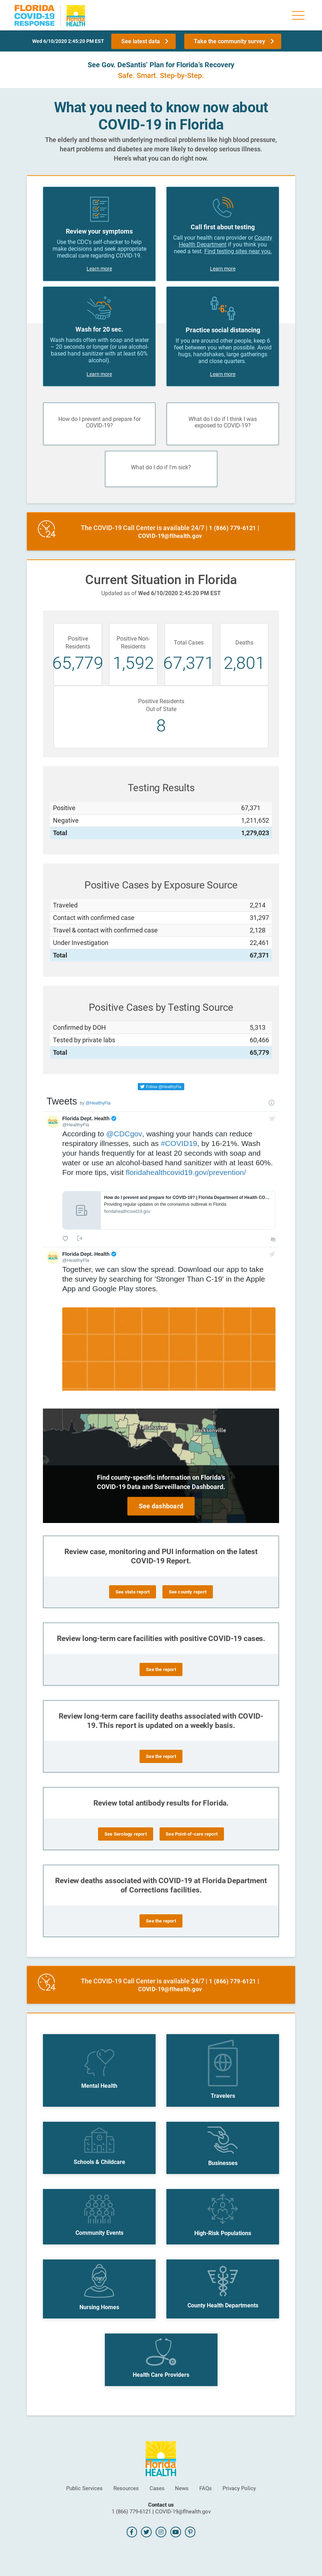 FLORIDA
COVID-19
RESPONSE
Florida
HEALTH
Wed 6/10/2020 2:45:20 PM EST
See latest data
Take the community survey
See Gov. DeSantis' Plan for Florida's Recovery
Safe. Smart. Step-by-Step.
What you need to know now about
COVID-19 in Florida
The elderly and those with underlying medical problems like high blood pressure,
heart problems and diabetes are more likely to develop serious illness.
Here's what you can do right now.
Review your symptoms
Use the CDC's self-checker to help
make decisions and seek appropriate
medical care regarding COVID-19.
Learn more
Call first about testing
Call your health care provider or County
Health Department if you think you
need a test. Find testing sites near you.
Learn more
Wash for 20 sec.
Wash hands often with soap and water
– 20 seconds or longer (or use alcohol-
based hand sanitizer with at least 60%
alcohol).
Learn more
6'
Practice social distancing
If you are around other people, keep 6
feet between you when possible. Avoid
hugs, handshakes, large gatherings
and close quarters.
Learn more
How do I prevent and prepare for
COVID-19?
What do I do if I think I was
exposed to COVID-19?
What do I do if I'm sick?
24
The COVID-19 Call Center is available 24/7 | 1 (866) 779-6121 |
COVID-19@flhealth.gov
Current Situation in Florida
Updated as of Wed 6/10/2020 2:45:20 PM EST
Positive
Residents
65,779
Positive Non-
Residents
1,592
Total Cases
67,371
Deaths
2,801
Positive Residents
Out of State
8
Testing Results
Positive 67,371
Negative 1,211,652
Total 1,279,023
Positive Cases by Exposure Source
Traveled 2,214
Contact with confirmed case 31,297
Travel & contact with confirmed case 2,128
Under Investigation 22,461
Total 67,371
Positive Cases by Testing Source
Confirmed by DOH 5,313
Tested by private labs 60,466
Total 65,779
Follow @HealthyFla
Tweets by @HealthyFla
Florida Dept. Health
@HealthyFla
According to @CDCgov, washing your hands can reduce
respiratory illnesses, such as #COVID19, by 16-21%. Wash
your hands frequently for at least 20 seconds with soap and
water or use an alcohol-based hand sanitizer with at least 60%.
For more tips, visit floridahealthcovid19.gov/prevention/
How do I prevent and prepare for COVID-19? | Florida Department of Health CO...
Providing regular updates on the coronavirus outbreak in Florida
floridahealthcovid19.gov
Florida Dept. Health
@HealthyFla
Together, we can slow the spread. Download our app to take
the survey by searching for 'Stronger Than C-19' in the Apple
App and Google Play stores.
Tallahassee
Jacksonville
Find county-specific information on Florida's
COVID-19 Data and Surveillance Dashboard.
See dashboard
Review case, monitoring and PUI information on the latest
COVID-19 Report.
See state report
See county report
Review long-term care facilities with positive COVID-19 cases.
See the report
Review long-term care facility deaths associated with COVID-
19. This report is updated on a weekly basis.
See the report
Review total antibody results for Florida.
See Serology report
See Point-of-care report
Review deaths associated with COVID-19 at Florida Department
of Corrections facilities.
See the report
24
The COVID-19 Call Center is available 24/7 | 1 (866) 779-6121 |
COVID-19@flhealth.gov
Mental Health
Travelers
Schools & Childcare
Businesses
Community Events
High-Risk Populations
Nursing Homes
County Health Departments
Health Care Providers
Florida
HEALTH
Public Services
Resources
Cases
News
FAQs
Privacy Policy
Contact us
1 (866) 779-6121 | COVID-19@flhealth.gov